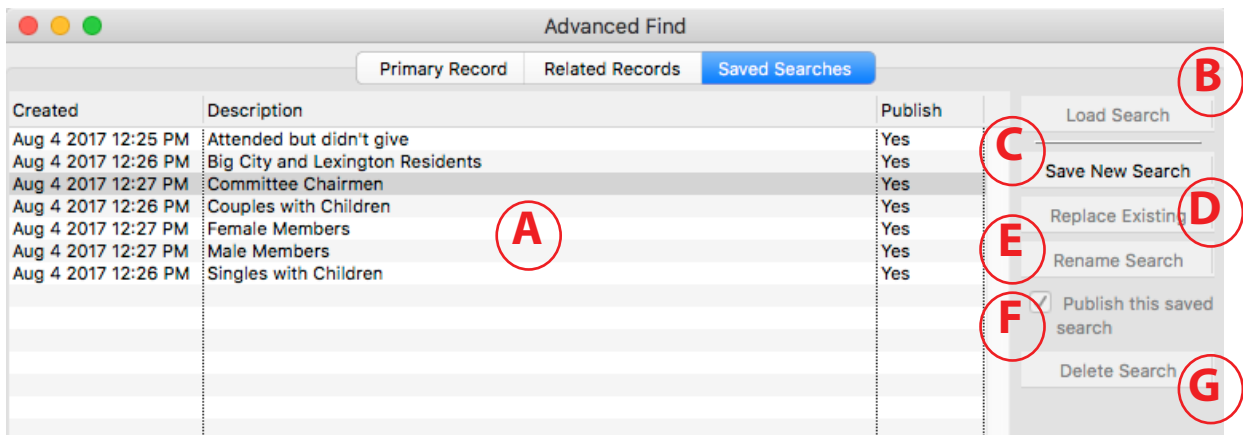 Advanced Find
Primary Record Related Records Saved Searches
B
Created Description Publish
Load Search
Aug 4 2017 12:25 PM Attended but didn't give Yes
C
Aug 4 2017 12:26 PM Big City and Lexington Residents Yes
Save New Search
Aug 4 2017 12:27 PM Committee Chairmen Yes
Aug 4 2017 12:26 PM Couples with Children Yes
Replace Existing D
Aug 4 2017 12:27 PM Female Members Yes
A
E
Aug 4 2017 12:27 PM Male Members Yes
Rename Search
Aug 4 2017 12:26 PM Singles with Children Yes
F
Publish this saved
search
Delete Search
G